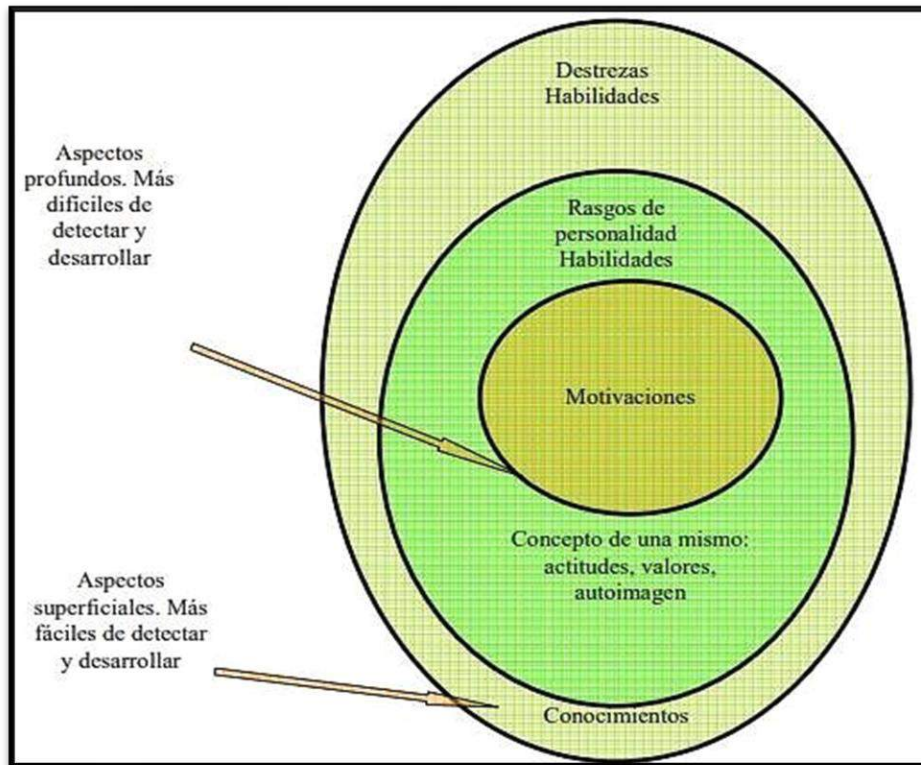 Destrezas
Habilidades
Aspectos
profundos. Más
difíciles de
detectar y
desarrollar
Rasgos de
personalidad
Habilidades
Motivaciones
Concepto de una mismo:
actitudes, valores,
autoimagen
Aspectos
superficiales. Más
fáciles de detectar
y desarrollar
Conocimientos